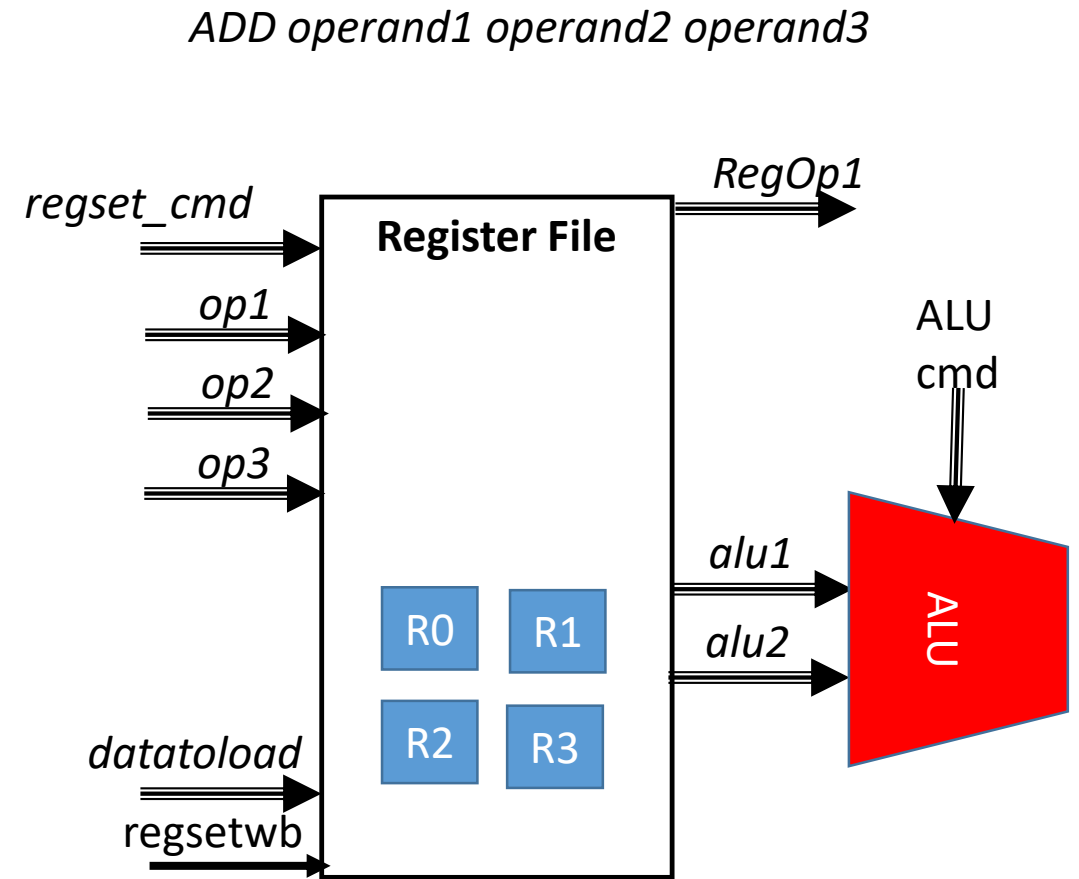 ADD operand1 operand2 operand3
RegOp1
regset_cmd
Register File
op1
ALU
cmd
op2
op3
alu1
ALU
R0
R1
alu2
R2
R3
datatoload
regsetwb